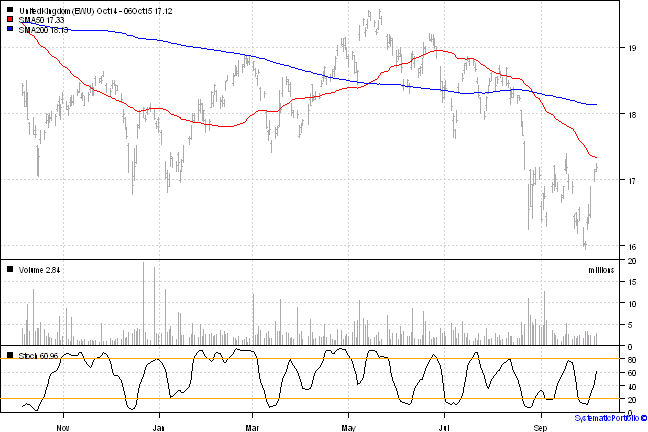 UnitedKingdom (EWU) Oct14 - 06Oct15 17.12
SMA50 17.33
SMA200 18.13
19
18
17
16
Volume 2.84
millions
20
15
10
5
0
Stoch 60.96
80
60
40
20
0
Nov Jan Mar May Jul Sep
SystematicPortfolio ©